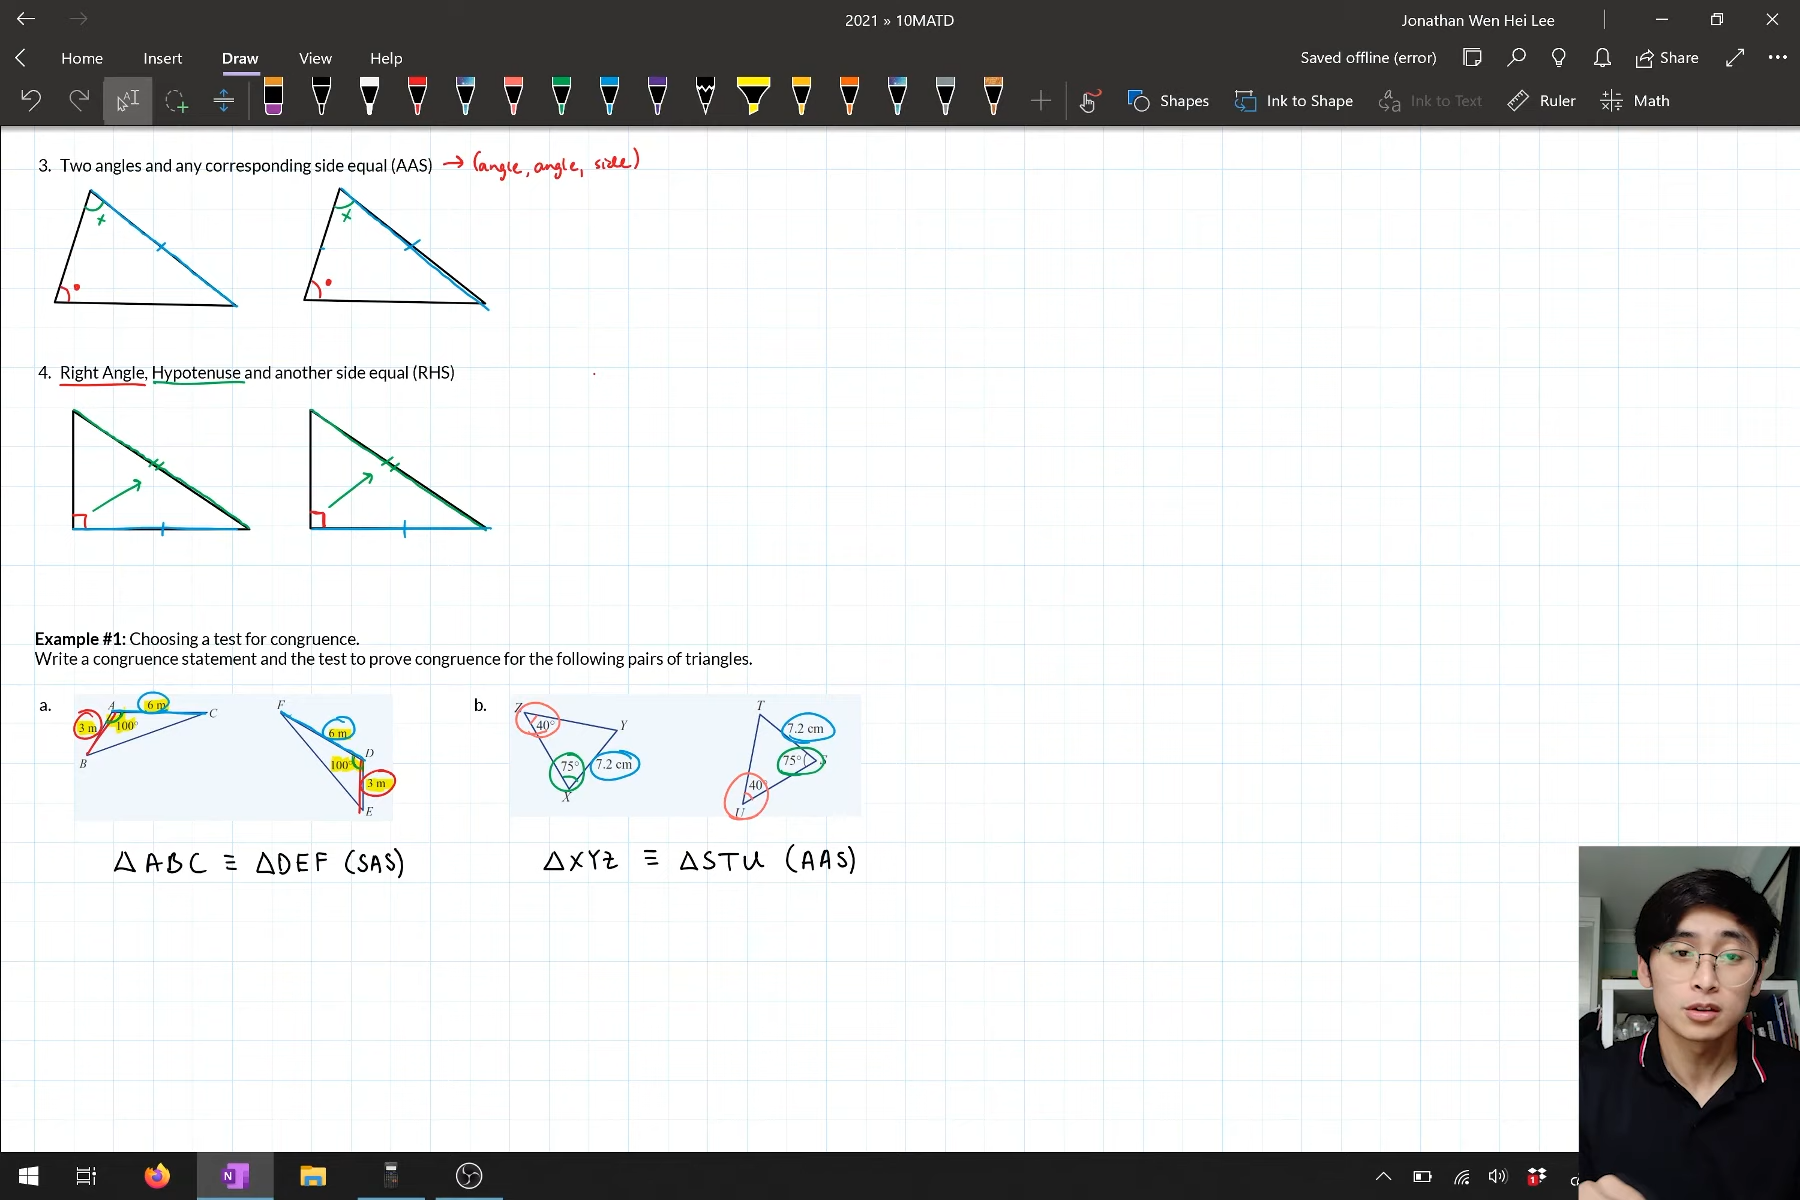 2021 » 10MATD
Jonathan Wen Hei Lee
Home Insert Draw View Help
Saved offline (error) Share
Shapes Ink to Shape Ink to Text Ruler Math
3. Two angles and any corresponding side equal (AAS) → (angle, angle, side)
x
x
4. Right Angle, Hypotenuse and another side equal (RHS)
Example #1: Choosing a test for congruence.
Write a congruence statement and the test to prove congruence for the following pairs of triangles.
a.
A 6 m C
3 m 100°
B
F
6 m
D
100°
3 m
E
b.
Z
40°
Y
75° 7.2 cm
X
T
7.2 cm
75° S
40°
U
△ABC ≡ △DEF (SAS)
△XYZ ≡ △STU (AAS)